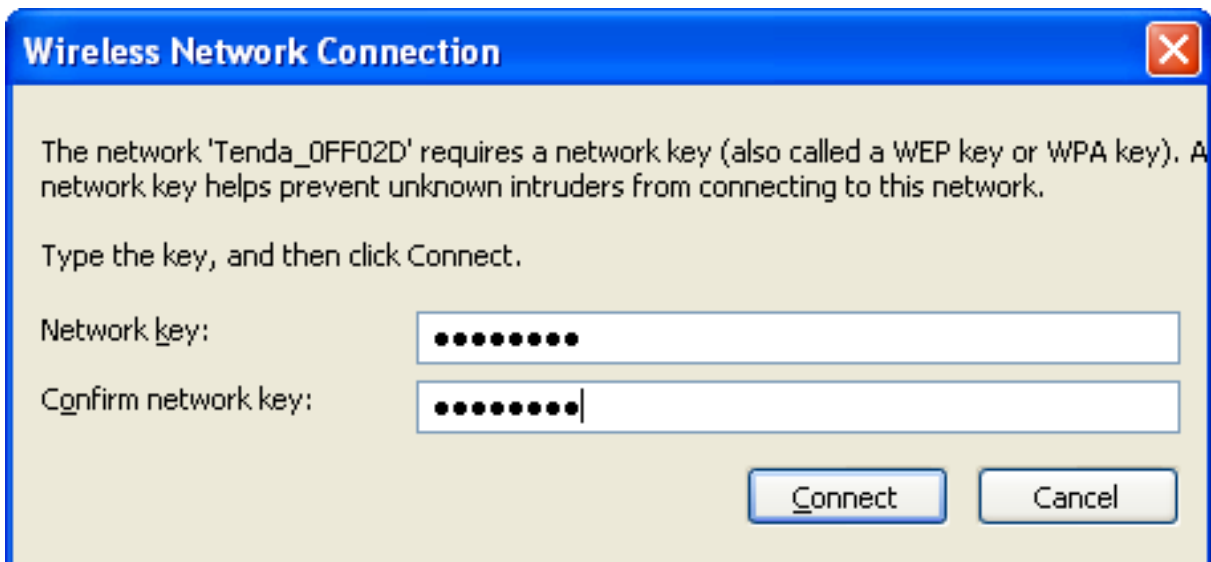 Wireless Network Connection
The network 'Tenda_0FF02D' requires a network key (also called a WEP key or WPA key). A
network key helps prevent unknown intruders from connecting to this network.
Type the key, and then click Connect.
Network key: ●●●●●●●●
Confirm network key: ●●●●●●●●
Connect Cancel